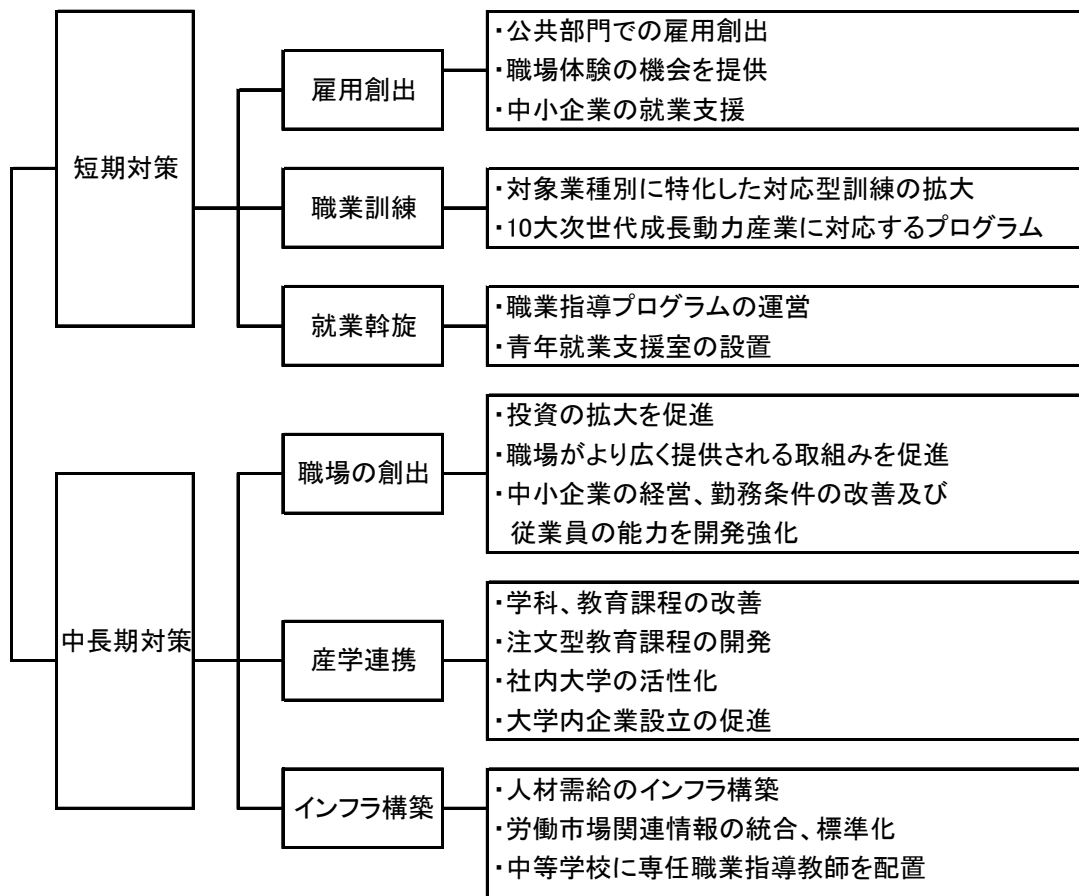 短期対策
雇用創出
・公共部門での雇用創出
・職場体験の機会を提供
・中小企業の就業支援
職業訓練
・対象業種別に特化した対応型訓練の拡大
・10大次世代成長動力産業に対応するプログラム
就業斡旋
・職業指導プログラムの運営
・青年就業支援室の設置
中長期対策
職場の創出
・投資の拡大を促進
・職場がより広く提供される取組みを促進
・中小企業の経営、勤務条件の改善及び
従業員の能力を開発強化
産学連携
・学科、教育課程の改善
・注文型教育課程の開発
・社内大学の活性化
・大学内企業設立の促進
インフラ構築
・人材需給のインフラ構築
・労働市場関連情報の統合、標準化
・中等学校に専任職業指導教師を配置